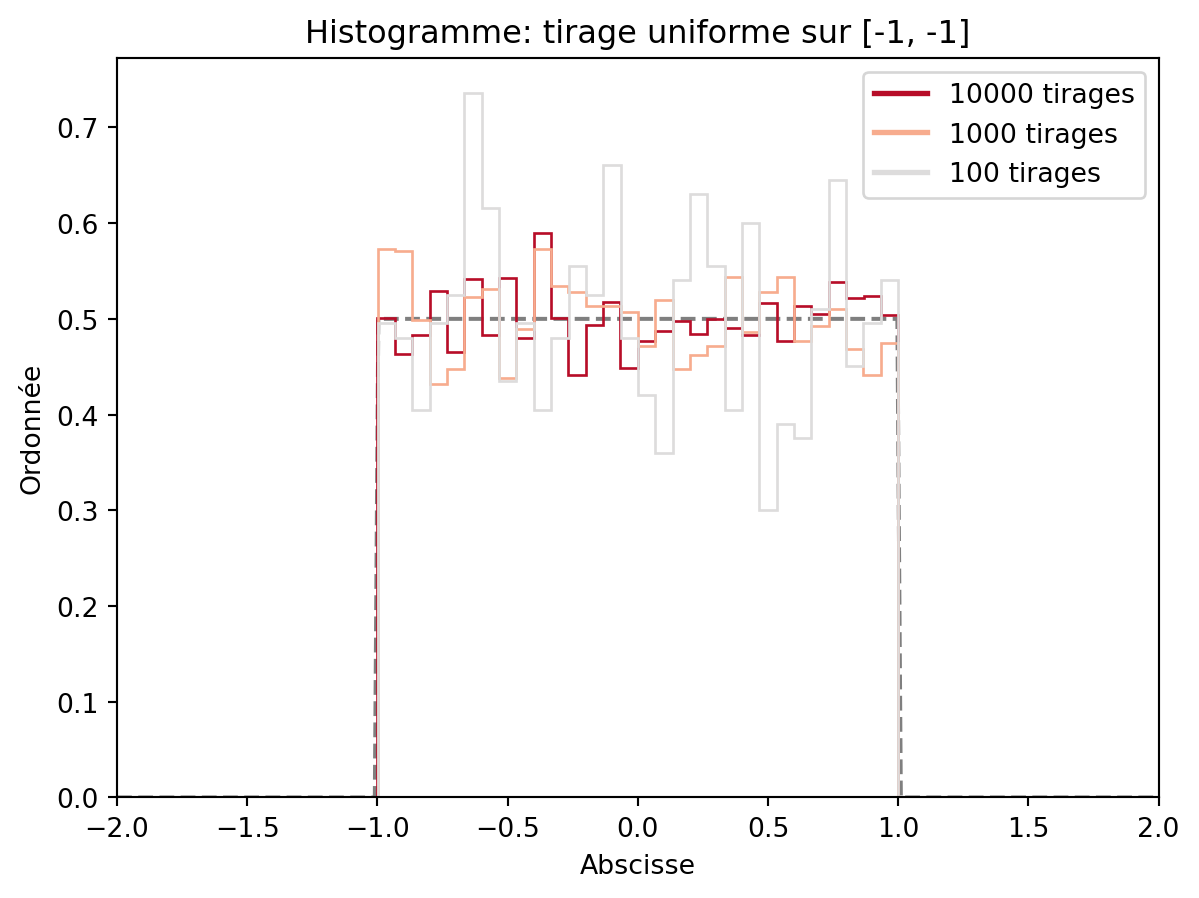 Histogramme: tirage uniforme sur [-1, -1]
10000 tirages
1000 tirages
100 tirages
0.7
0.6
0.5
0.4
0.3
0.2
0.1
0.0
Ordonnée
−2.0 −1.5 −1.0 −0.5 0.0 0.5 1.0 1.5 2.0
Abscisse